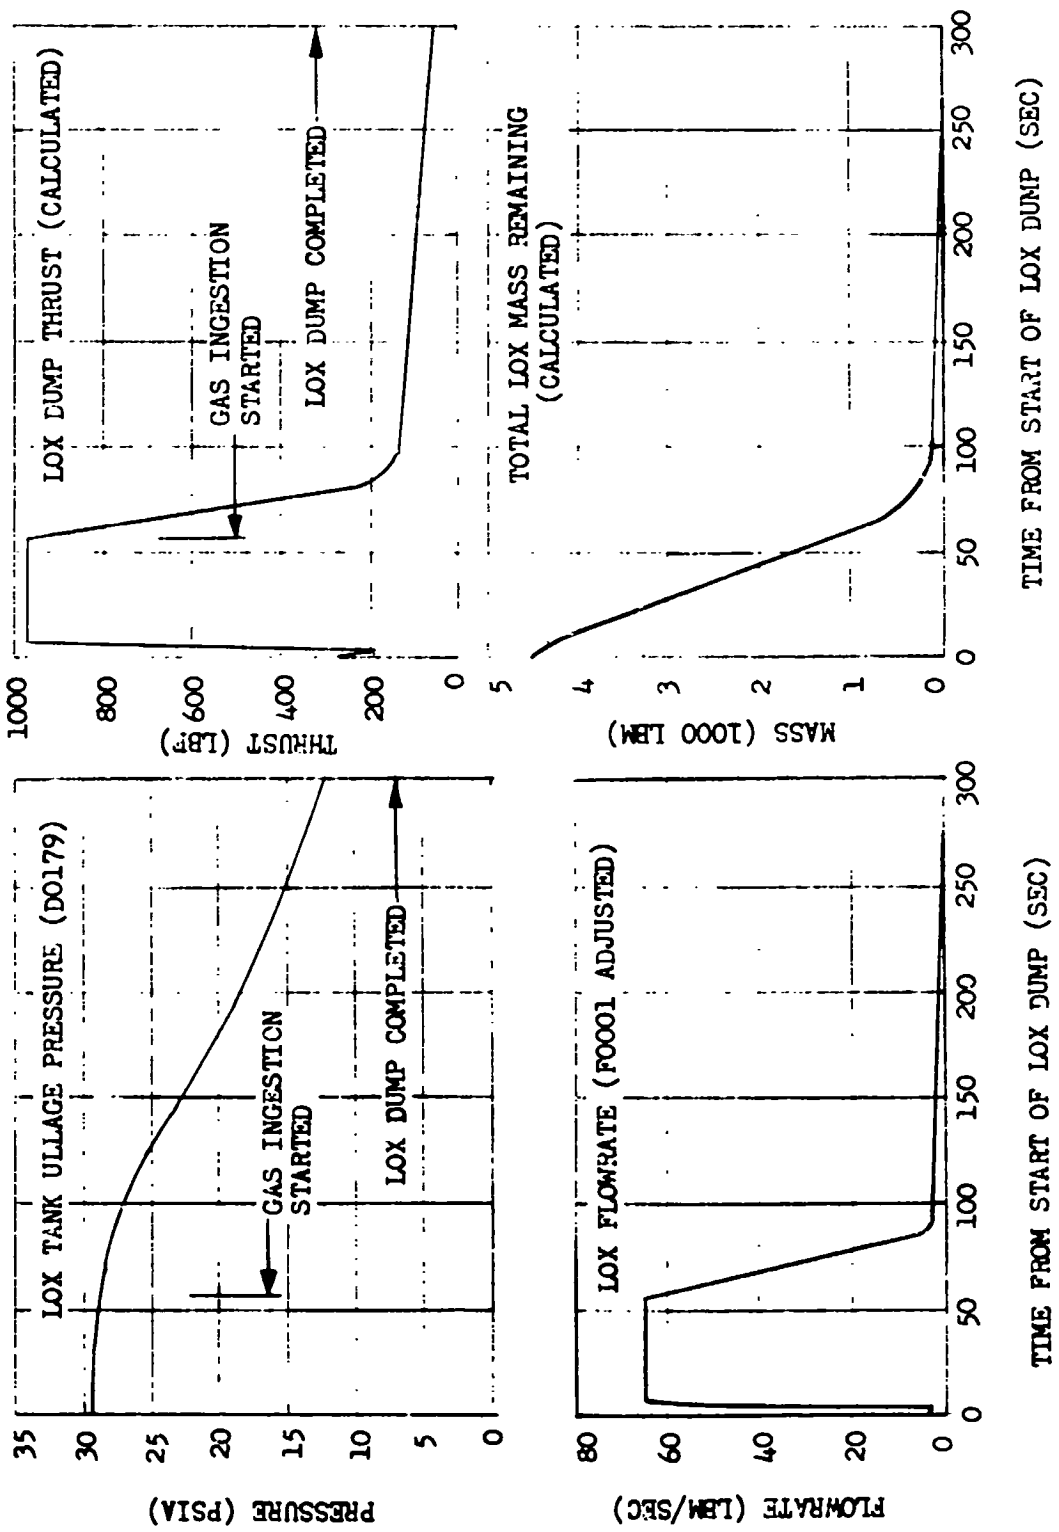 LOX TANK ULLAGE PRESSURE (D0179)
PRESSURE (PSIA)
35
30
25
20
15
10
5
0
GAS INGESTION
STARTED
LOX DUMP COMPLETED
LOX DUMP THRUST (CALCULATED)
THRUST (LBF)
1000
800
600
400
200
0
GAS INGESTION
STARTED
LOX DUMP COMPLETED
LOX FLOWRATE (F0001 ADJUSTED)
FLOWRATE (LBM/SEC)
80
60
40
20
0
0 50 100 150 200 250 300
TIME FROM START OF LOX DUMP (SEC)
TOTAL LOX MASS REMAINING
(CALCULATED)
MASS (1000 LBM)
5
4
3
2
1
0
0 50 100 150 200 250 300
TIME FROM START OF LOX DUMP (SEC)